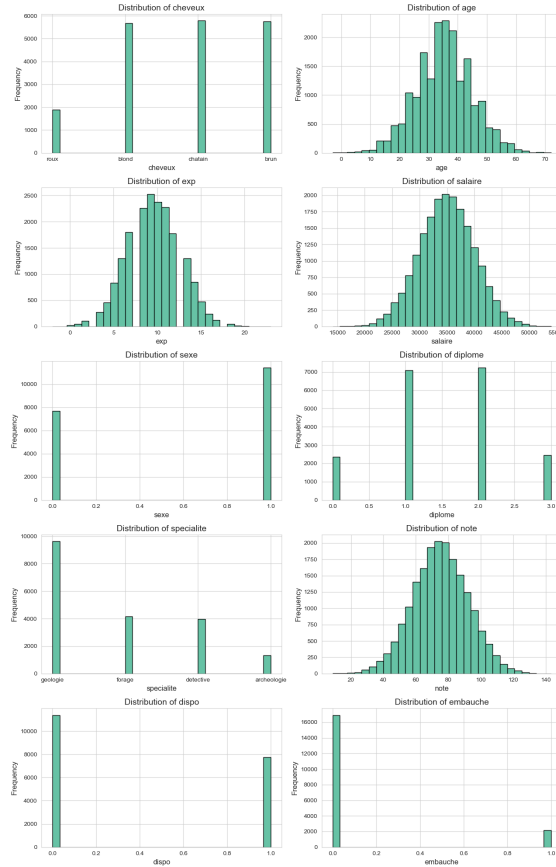 Distribution of cheveux
Frequency
6000
5000
4000
3000
2000
1000
0
roux blond chatain brun
cheveux
Distribution of age
Frequency
2000
1500
1000
500
0
0 10 20 30 40 50 60 70
age
Distribution of exp
Frequency
2500
2000
1500
1000
500
0
0 5 10 15 20
exp
Distribution of salaire
Frequency
2000
1750
1500
1250
1000
750
500
250
0
15000 20000 25000 30000 35000 40000 45000 50000
salaire
Distribution of sexe
Frequency
10000
8000
6000
4000
2000
0
0.0 0.2 0.4 0.6 0.8 1.0
sexe
Distribution of diplome
Frequency
7000
6000
5000
4000
3000
2000
1000
0
0.0 0.5 1.0 1.5 2.0 2.5 3.0
diplome
Distribution of specialite
Frequency
10000
8000
6000
4000
2000
0
geologie forage detective archeologie
specialite
Distribution of note
Frequency
2000
1750
1500
1250
1000
750
500
250
0
20 40 60 80 100 120 140
note
Distribution of dispo
Frequency
10000
8000
6000
4000
2000
0
0.0 0.2 0.4 0.6 0.8 1.0
dispo
Distribution of embauche
Frequency
16000
14000
12000
10000
8000
6000
4000
2000
0
0.0 0.2 0.4 0.6 0.8 1.0
embauche